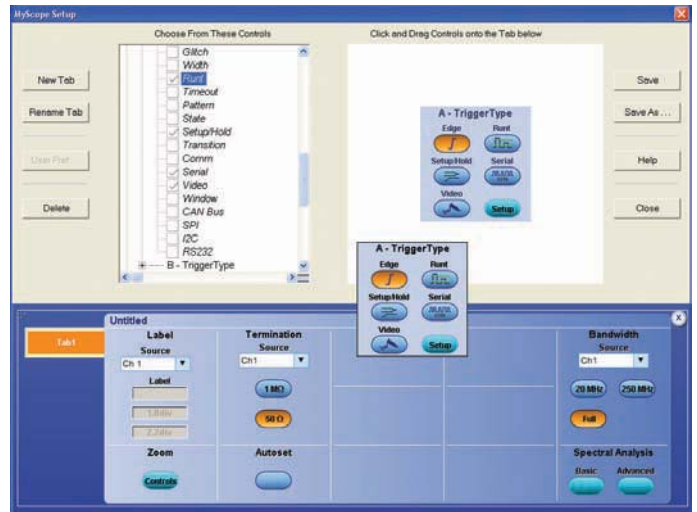 MyScope Setup
Choose From These Controls
Click and Drag Controls onto the Tab below
New Tab
Rename Tab
User Pref...
Delete
Glitch
Width
Runt
Timeout
Pattern
State
Setup/Hold
Transition
Comm
Serial
Video
Window
CAN Bus
SPI
I2C
RS232
B - TriggerType
A - TriggerType
Edge
Runt
Setup/Hold
Serial
Video
Setup
Save
Save As ...
Help
Close
A - TriggerType
Edge
Runt
Setup/Hold
Serial
Video
Setup
Tab1
Untitled
Label
Source
Ch 1
Label
1.8div
Zoom
Controls
Termination
Source
Ch1
1 MΩ
50 Ω
Autoset
Bandwidth
Source
Ch1
20 MHz
250 MHz
Full
Spectral Analysis
Basic
Advanced